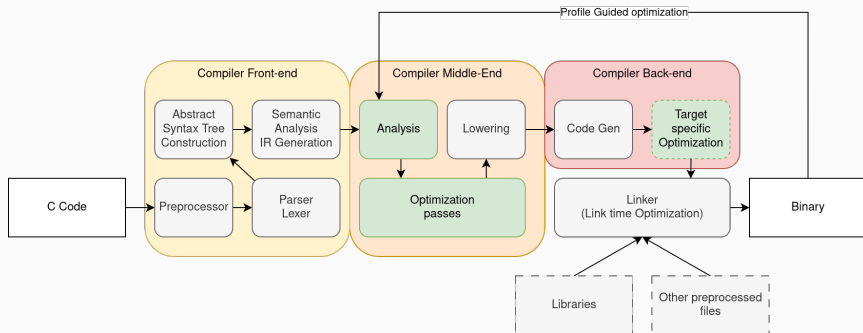 Profile Guided optimization
Compiler Front-end
Compiler Middle-End
Compiler Back-end
Abstract
Syntax Tree
Construction
Semantic
Analysis
IR Generation
Analysis
Lowering
Code Gen
Target
specific
Optimization
C Code
Preprocessor
Parser
Lexer
Optimization
passes
Linker
(Link time Optimization)
Binary
Libraries
Other preprocessed
files